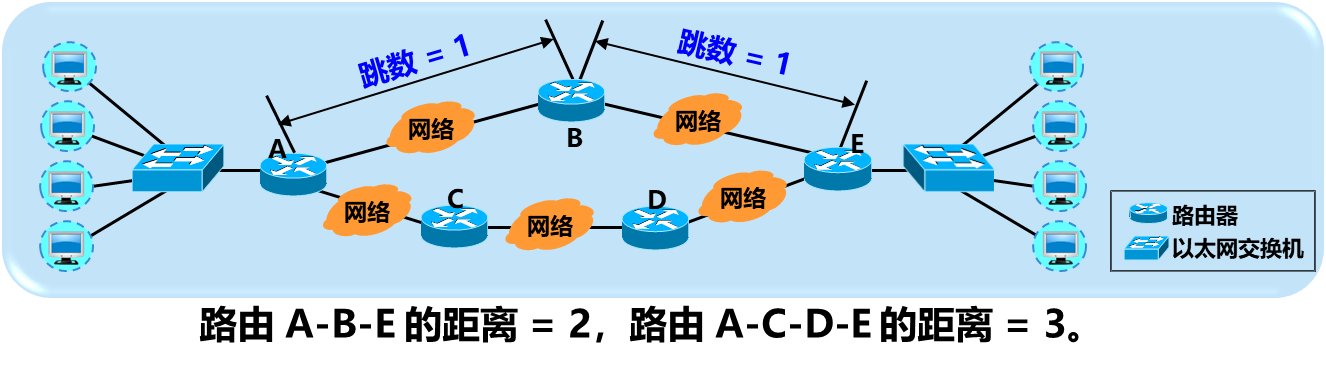 跳数 = 1
跳数 = 1
A
网络
B
网络
E
网络
C
网络
D
网络
路由器
以太网交换机
路由 A-B-E 的距离 = 2，路由 A-C-D-E 的距离 = 3。